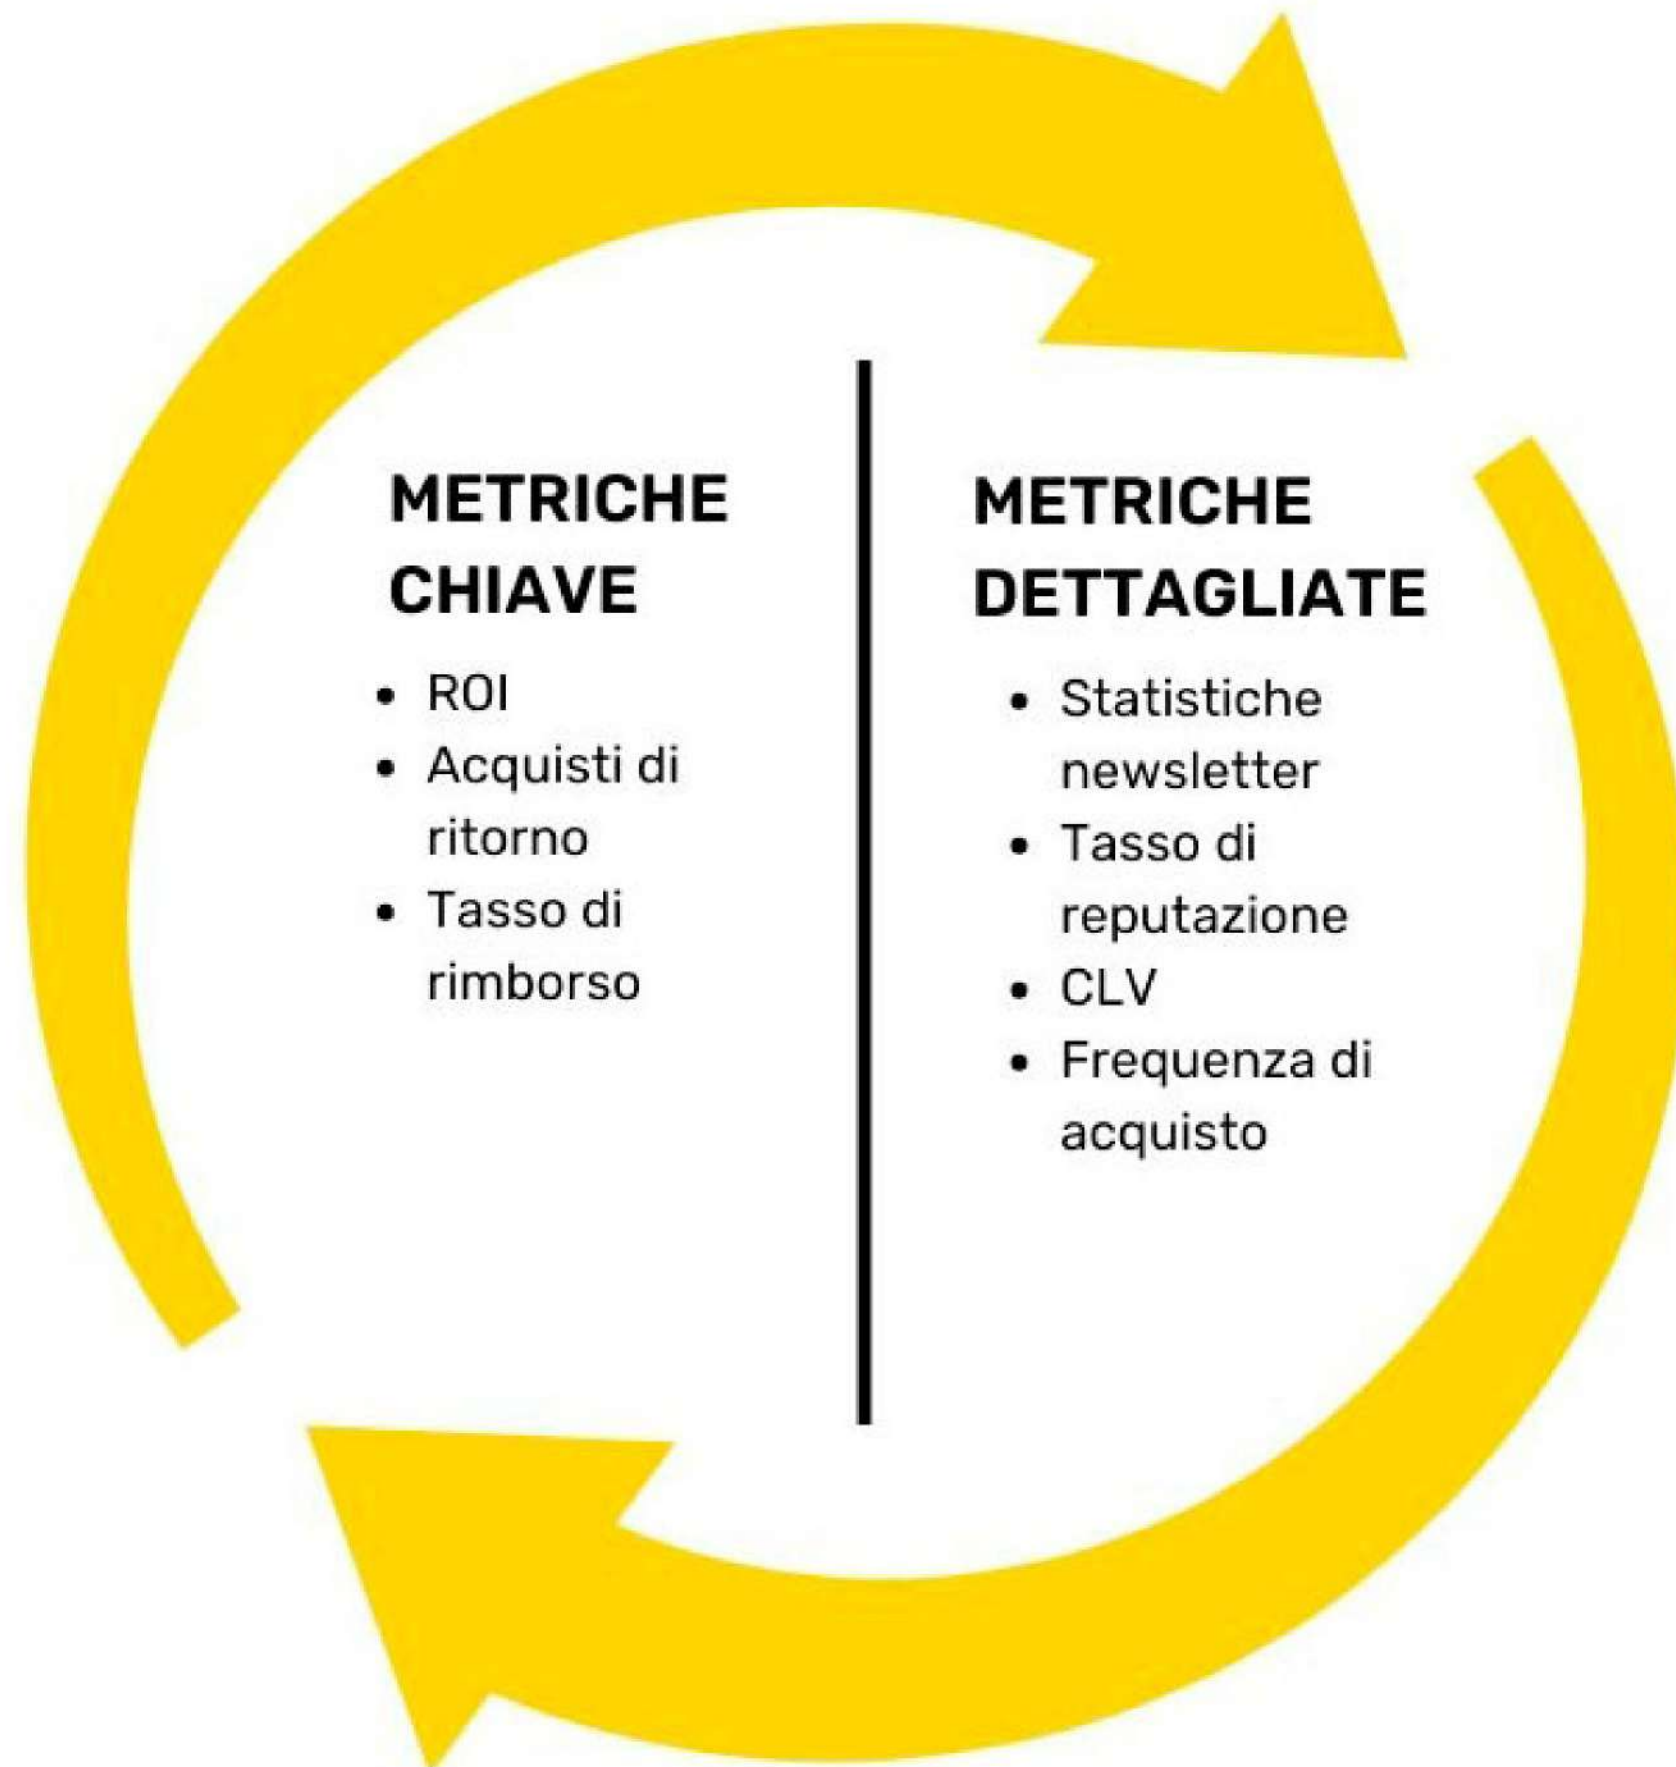 METRICHE
CHIAVE
• ROI
• Acquisti di
ritorno
• Tasso di
rimborso
METRICHE
DETTAGLIATE
• Statistiche
newsletter
• Tasso di
reputazione
• CLV
• Frequenza di
acquisto